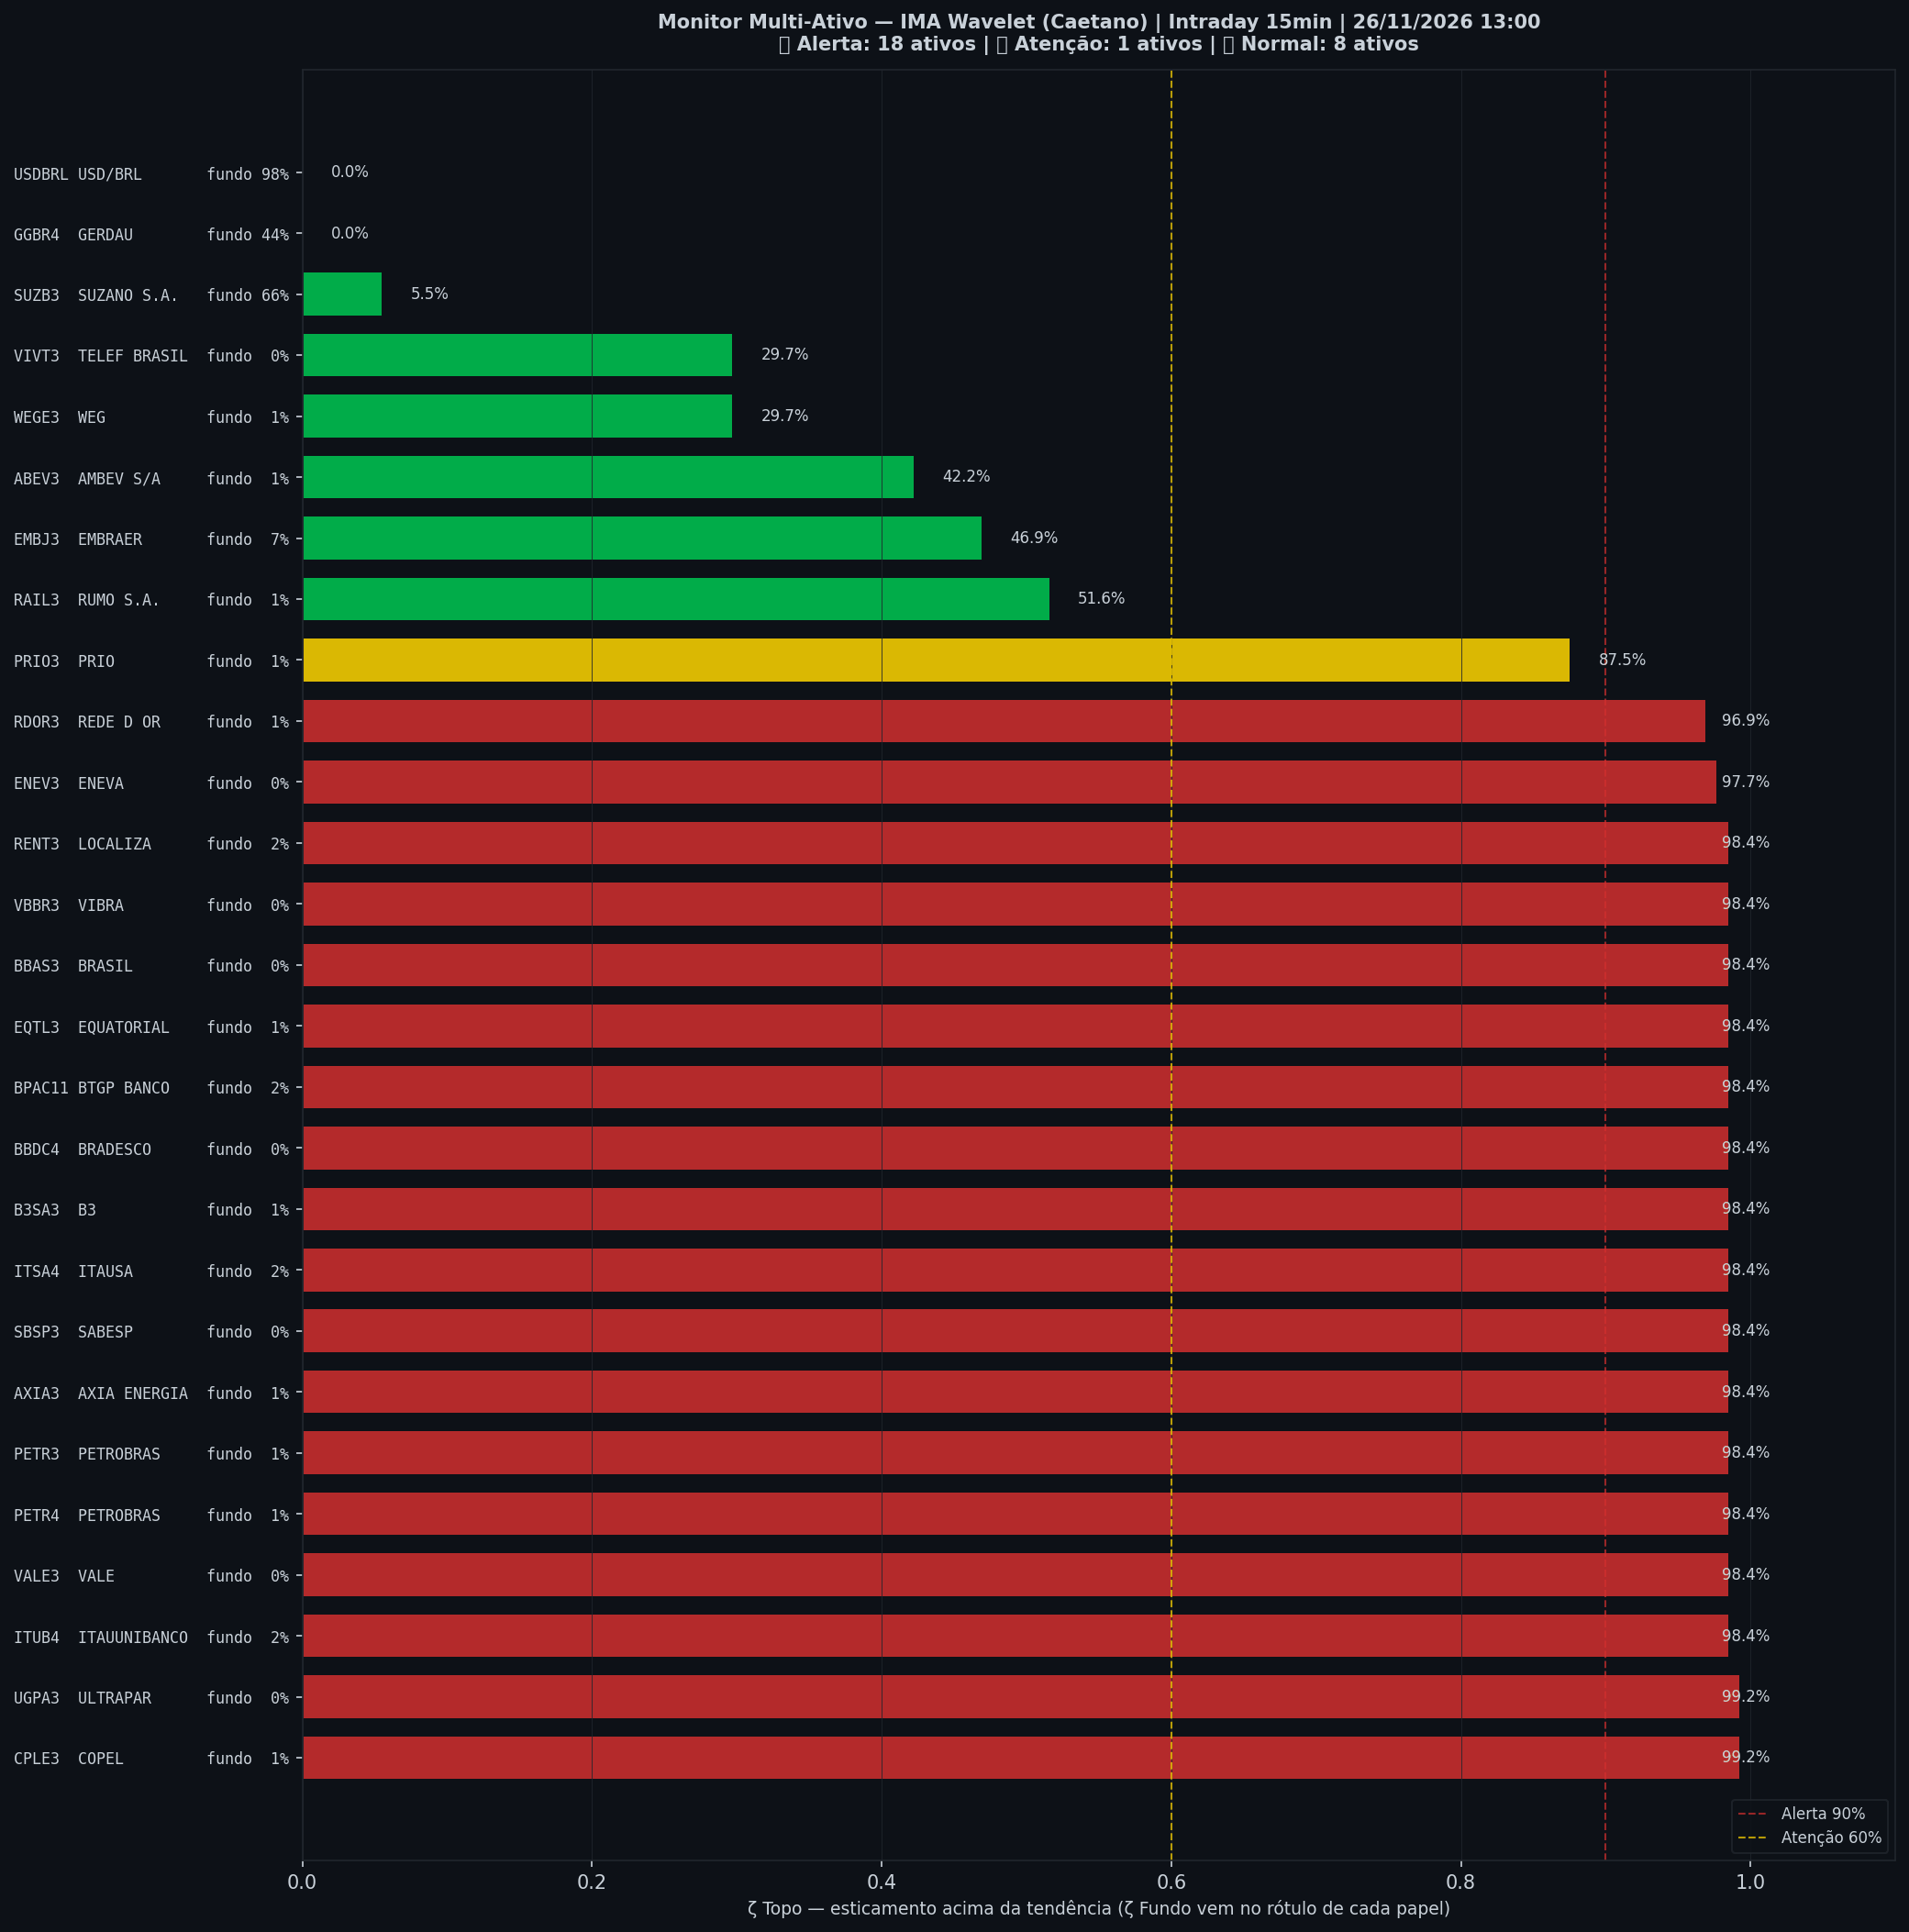 Monitor Multi-Ativo — IMA Wavelet (Caetano) | Intraday 15min | 26/11/2026 13:00
Alerta: 18 ativos | Atenção: 1 ativos | Normal: 8 ativos
USDBRL USD/BRL fundo 98% 0.0%
GGBR4 GERDAU fundo 44% 0.0%
SUZB3 SUZANO S.A. fundo 66% 5.5%
VIVT3 TELEF BRASIL fundo 0% 29.7%
WEGE3 WEG fundo 1% 29.7%
ABEV3 AMBEV S/A fundo 1% 42.2%
EMBJ3 EMBRAER fundo 7% 46.9%
RAIL3 RUMO S.A. fundo 1% 51.6%
PRIO3 PRIO fundo 1% 87.5%
RDOR3 REDE D OR fundo 1% 96.9%
ENEV3 ENEVA fundo 0% 97.7%
RENT3 LOCALIZA fundo 2% 98.4%
VBBR3 VIBRA fundo 0% 98.4%
BBAS3 BRASIL fundo 0% 98.4%
EQTL3 EQUATORIAL fundo 1% 98.4%
BPAC11 BTGP BANCO fundo 2% 98.4%
BBDC4 BRADESCO fundo 0% 98.4%
B3SA3 B3 fundo 1% 98.4%
ITSA4 ITAUSA fundo 2% 98.4%
SBSP3 SABESP fundo 0% 98.4%
AXIA3 AXIA ENERGIA fundo 1% 98.4%
PETR3 PETROBRAS fundo 1% 98.4%
PETR4 PETROBRAS fundo 1% 98.4%
VALE3 VALE fundo 0% 98.4%
ITUB4 ITAUUNIBANCO fundo 2% 98.4%
UGPA3 ULTRAPAR fundo 0% 99.2%
CPLE3 COPEL fundo 1% 99.2%
Alerta 90%
Atenção 60%
0.0 0.2 0.4 0.6 0.8 1.0
ζ Topo — esticamento acima da tendência (ζ Fundo vem no rótulo de cada papel)